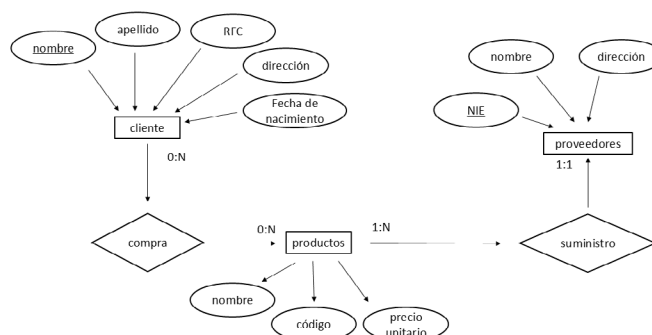 apellido
RFC
nombre
dirección
nombre
dirección
Fecha de
nacimiento
NIE
cliente
proveedores
0:N
1:1
0:N
1:N
compra
productos
suministro
nombre
código
precio
unitario